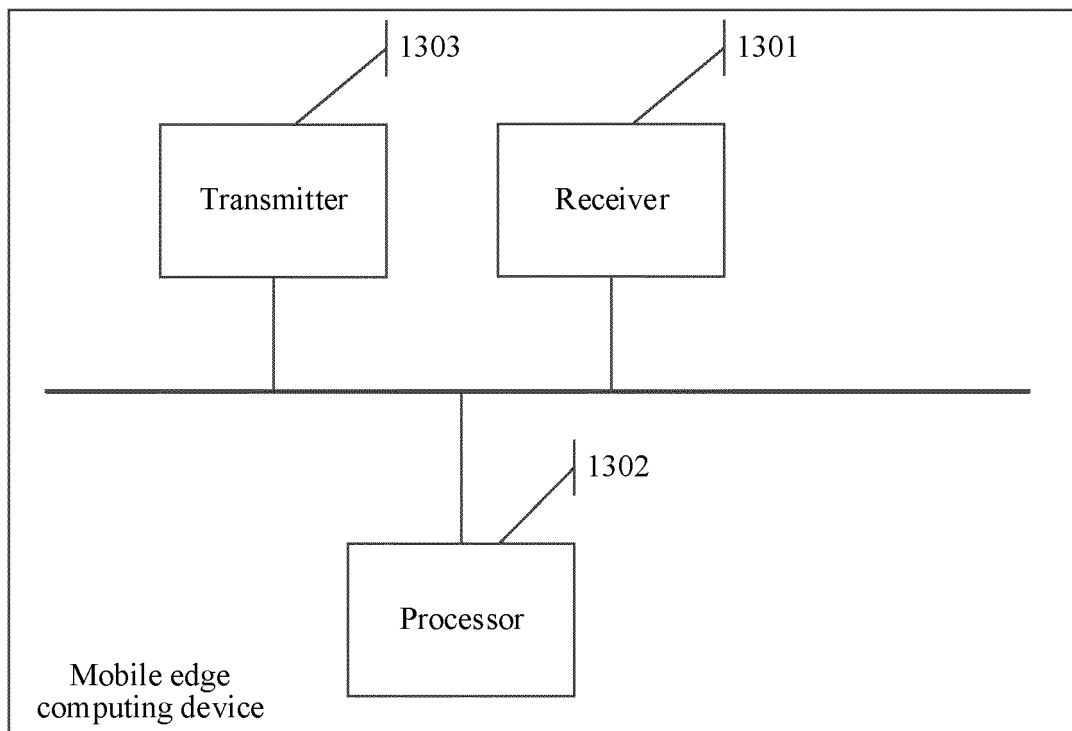 1303
1301
Transmitter
Receiver
1302
Processor
Mobile edge
computing device